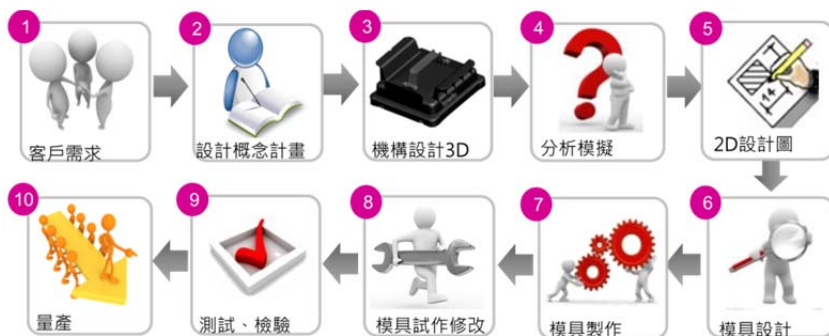 1
客戶需求
2
設計概念計畫
3
機構設計3D
4
分析模擬
5
14
2D設計圖
6
模具設計
7
模具製作
8
模具試作修改
9
測試、檢驗
10
量產